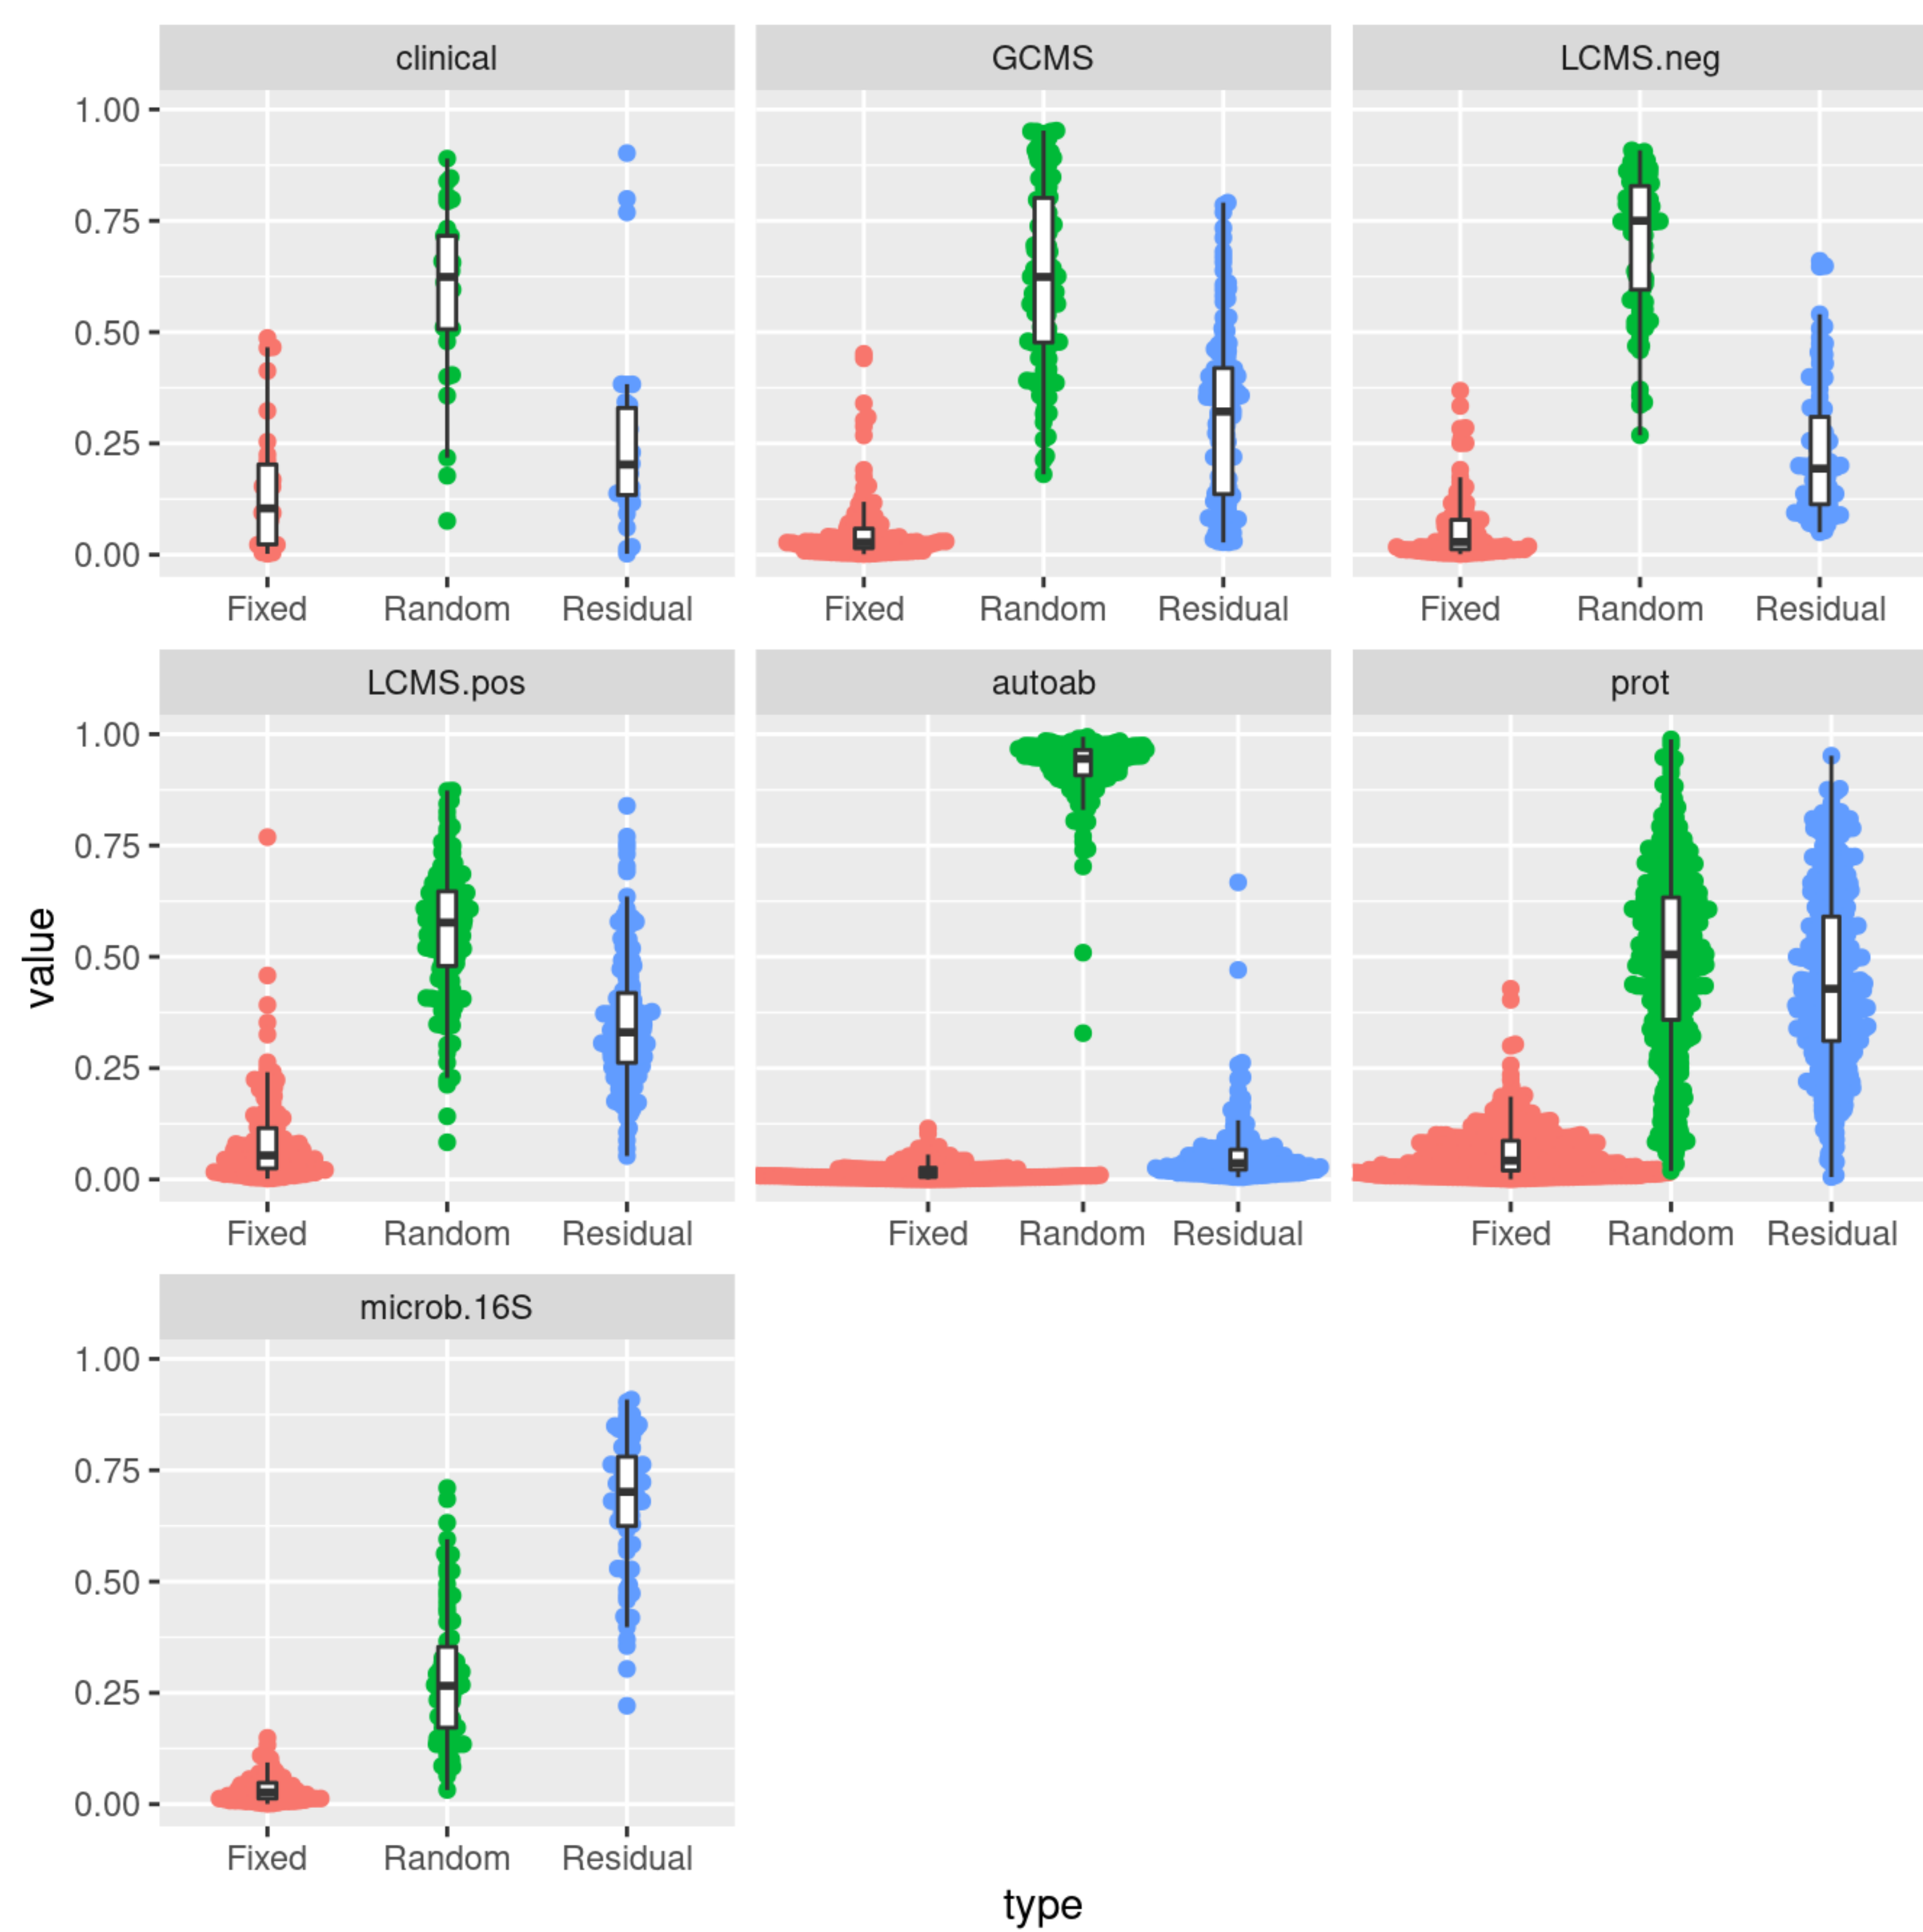 clinical GCMS LCMS.neg
1.00
0.75
0.50
0.25
0.00
Fixed Random Residual Fixed Random Residual Fixed Random Residual
LCMS.pos autoab prot
1.00
0.75
0.50
0.25
0.00
Fixed Random Residual Fixed Random Residual Fixed Random Residual
value
microb.16S
1.00
0.75
0.50
0.25
0.00
Fixed Random Residual
type